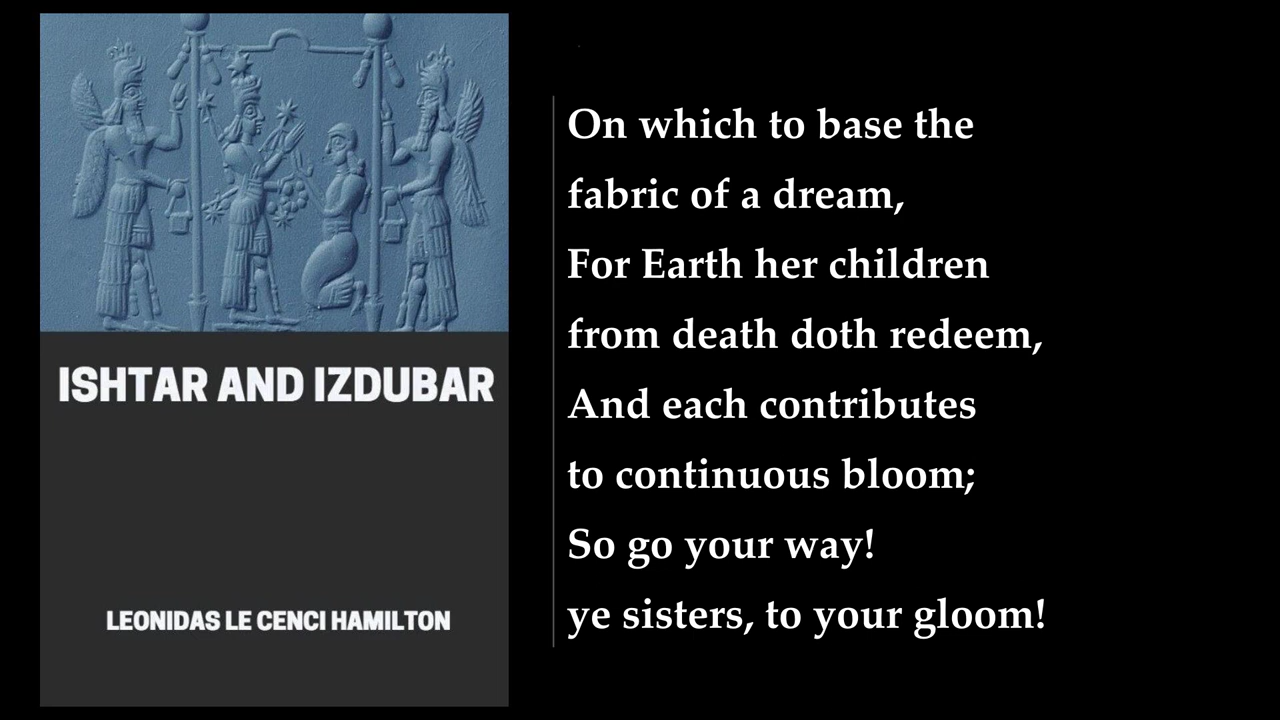 ISHTAR AND IZDUBAR
LEONIDAS LE CENCI HAMILTON
On which to base the
fabric of a dream,
For Earth her children
from death doth redeem,
And each contributes
to continuous bloom;
So go your way!
ye sisters, to your gloom!